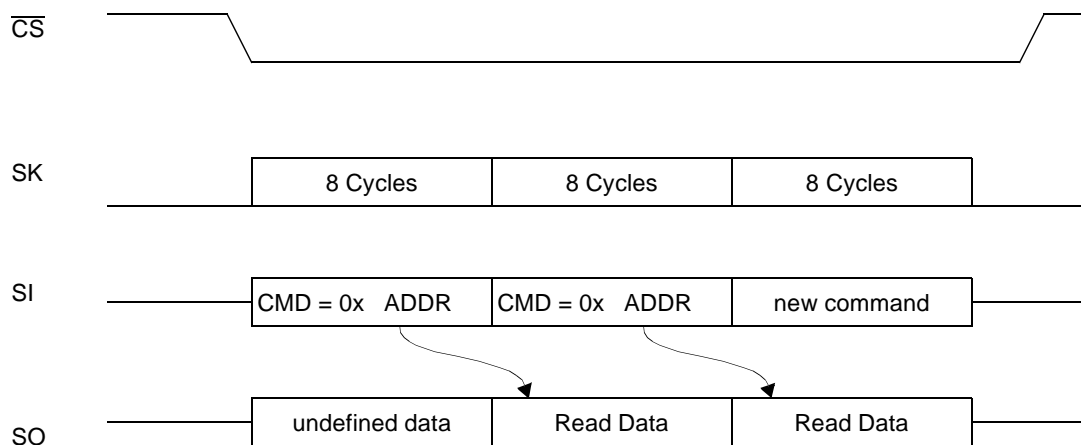 C̅S̅
SK
8 Cycles 8 Cycles 8 Cycles
SI
CMD = 0x ADDR CMD = 0x ADDR new command
SO
undefined data Read Data Read Data